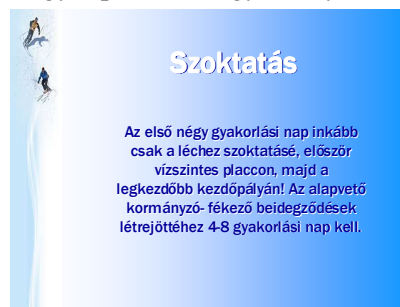 Szoktatás
Az első négy gyakorlási nap inkább
csak a léchez szoktatásé, először
vízszintes placcon, majd a
legkezdőbb kezdőpályán! Az alapvető
kormányzó- fékező beidegződések
létrejöttéhez 4-8 gyakorlási nap kell.